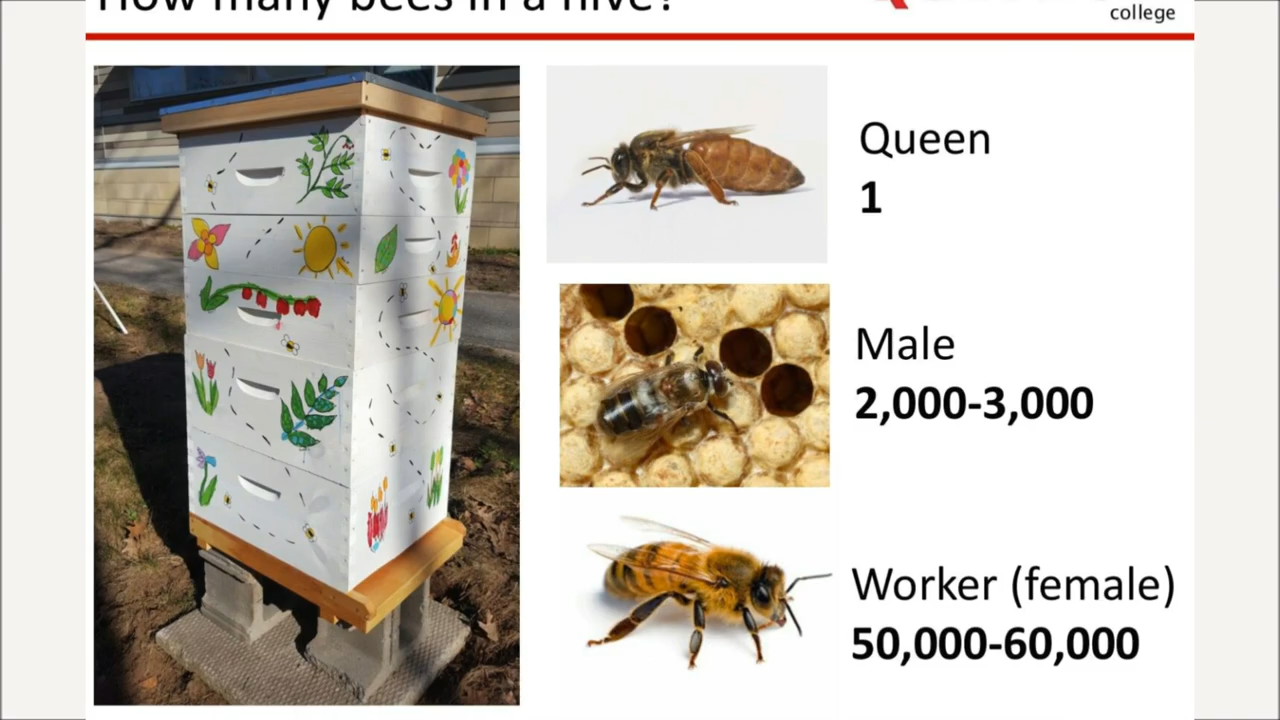 How many bees in a hive?
college
Queen
1
Male
2,000-3,000
Worker (female)
50,000-60,000